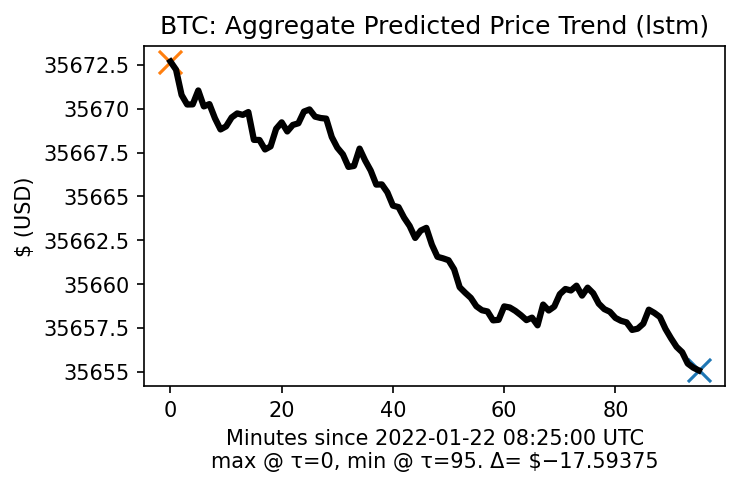 BTC: Aggregate Predicted Price Trend (lstm)
35672.5
35670
35667.5
35665
35662.5
35660
35657.5
35655
$ (USD)
0 20 40 60 80
Minutes since 2022-01-22 08:25:00 UTC
max @ τ=0, min @ τ=95. Δ= $−17.59375